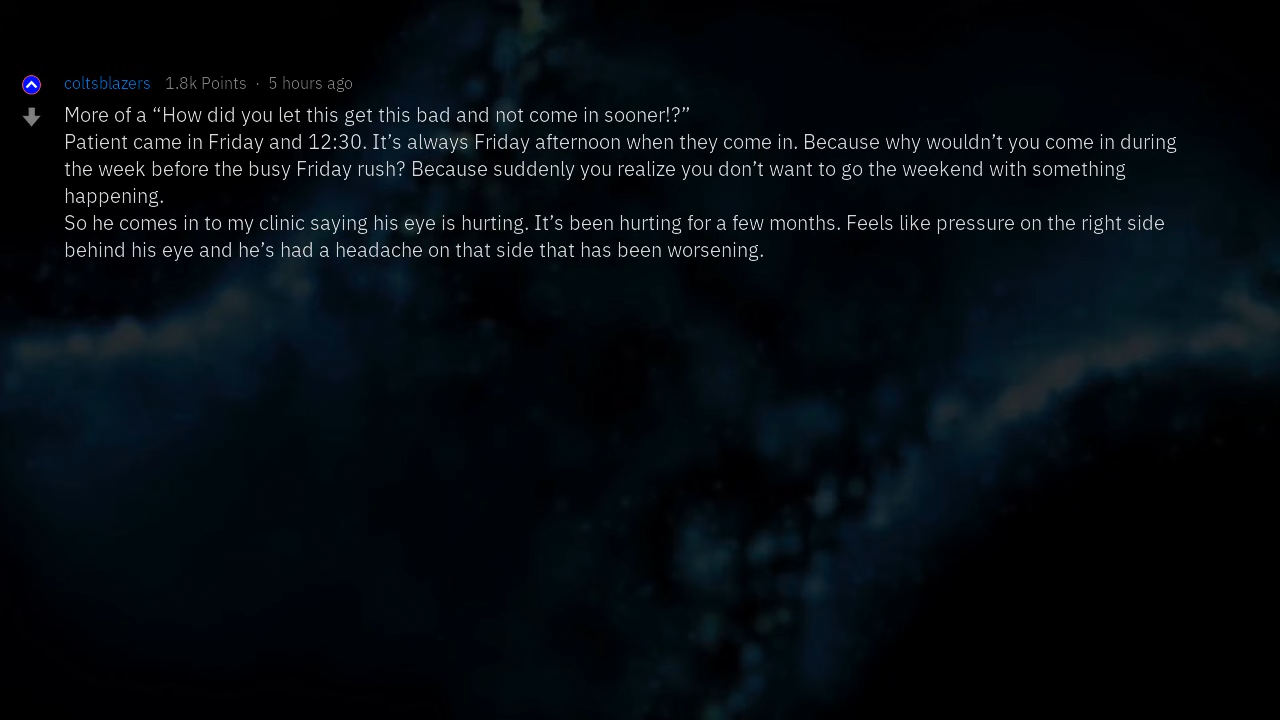 coltsblazers 1.8k Points · 5 hours ago
More of a “How did you let this get this bad and not come in sooner!?”
Patient came in Friday and 12:30. It’s always Friday afternoon when they come in. Because why wouldn’t you come in during
the week before the busy Friday rush? Because suddenly you realize you don’t want to go the weekend with something
happening.
So he comes in to my clinic saying his eye is hurting. It’s been hurting for a few months. Feels like pressure on the right side
behind his eye and he’s had a headache on that side that has been worsening.